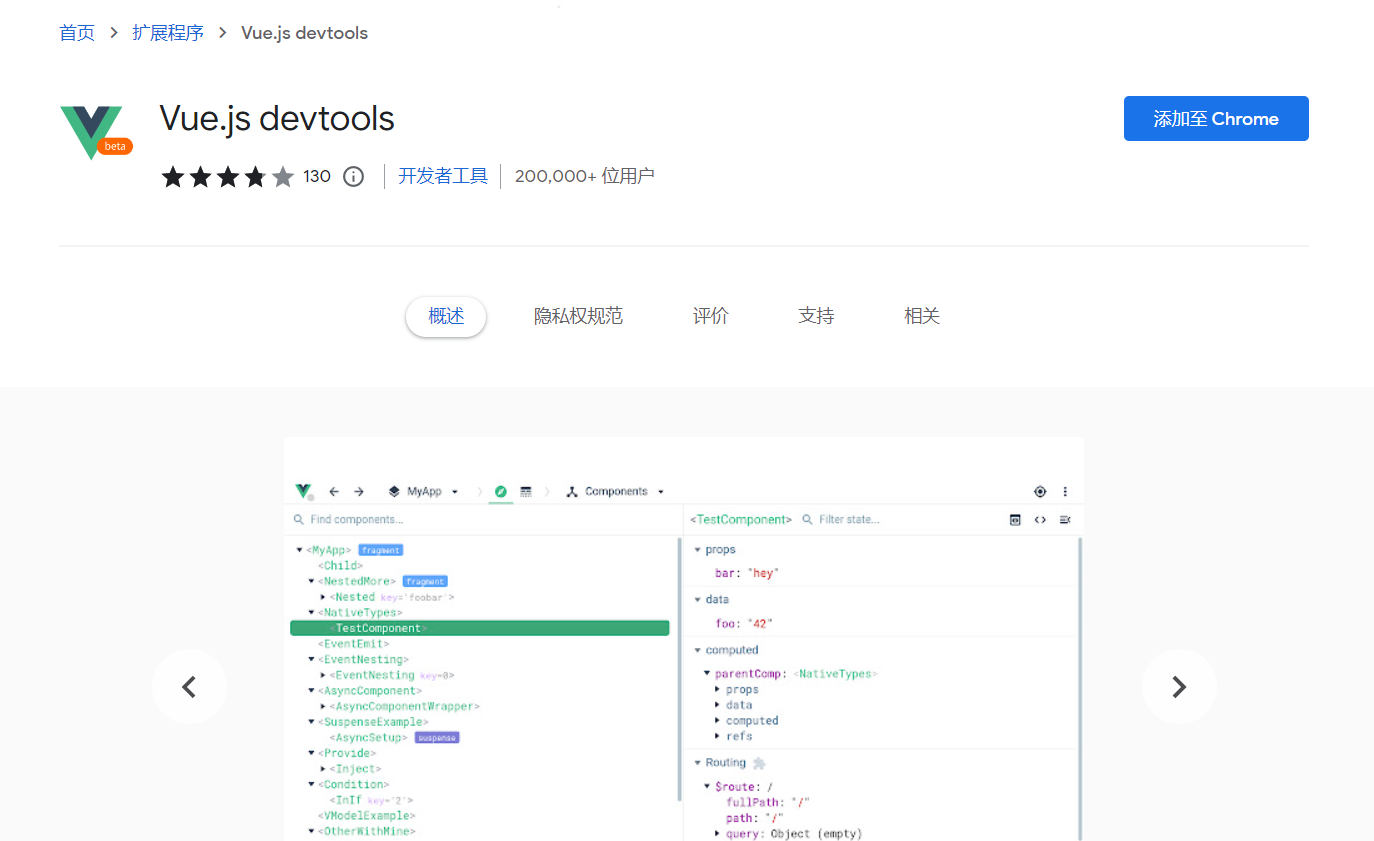 首页 > 扩展程序 > Vue.js devtools
beta
Vue.js devtools
添加至 Chrome
130 开发者工具 200,000+ 位用户
概述 隐私权规范 评价 支持 相关
MyApp Components
Find components...
<TestComponent> Filter state...
<MyApp> fragment
<Child>
<NestedMore> fragment
<Nested key='foobar'>
<NativeTypes>
<TestComponent>
<EventEmit>
<EventNesting>
<EventNesting key=0>
<AsyncComponent>
<AsyncComponentWrapper>
<SuspenseExample>
<AsyncSetup> suspense
<Provide>
<Inject>
<Condition>
<InIf key='2'>
<VModelExample>
<OtherWithMine>
props
bar: "hey"
data
foo: "42"
computed
parentComp: <NativeTypes>
props
data
computed
refs
Routing
$route: /
fullPath: "/"
path: "/"
query: Object (empty)